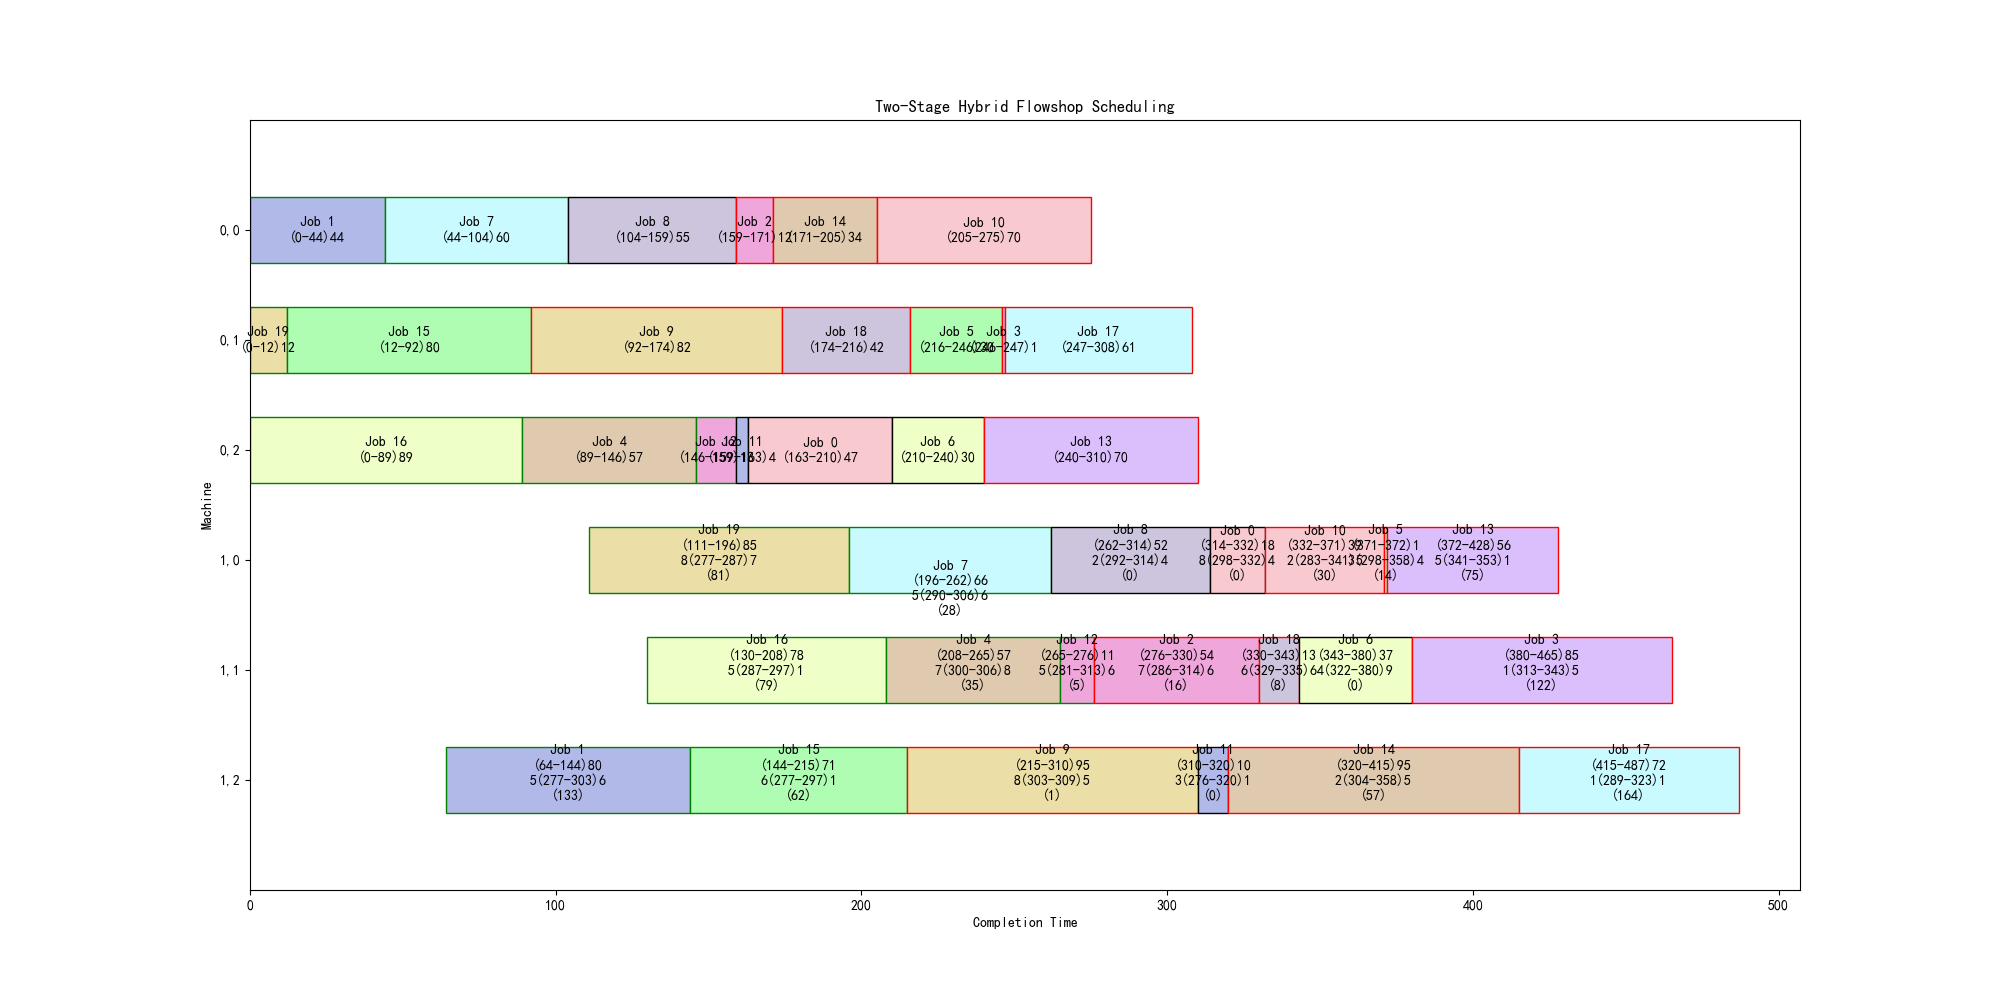 Two-Stage Hybrid Flowshop Scheduling
Machine
0,0
Job 1
(0-44)44
Job 7
(44-104)60
Job 8
(104-159)55
Job 2
(159-171)12
Job 14
(171-205)34
Job 10
(205-275)70
0,1
Job 19
(0-12)12
Job 15
(12-92)80
Job 9
(92-174)82
Job 18
(174-216)42
Job 5
(216-246)30
Job 3
(246-247)1
Job 17
(247-308)61
0,2
Job 16
(0-89)89
Job 4
(89-146)57
Job 12
(146-159)13
Job 11
(159-163)4
Job 0
(163-210)47
Job 6
(210-240)30
Job 13
(240-310)70
1,0
Job 19
(111-196)85
8(277-287)7
(81)
Job 7
(196-262)66
5(290-306)6
(28)
Job 8
(262-314)52
2(292-314)4
(0)
Job 0
(314-332)18
8(298-332)4
(0)
Job 10
(332-371)39
2(283-341)5
(30)
Job 5
(371-372)1
(298-358)4
(14)
Job 13
(372-428)56
5(341-353)1
(75)
1,1
Job 16
(130-208)78
5(287-297)1
(79)
Job 4
(208-265)57
7(300-306)8
(35)
Job 12
(265-276)11
5(281-313)6
(5)
Job 2
(276-330)54
7(286-314)6
(16)
Job 18
(330-343)13
6(329-335)6
(8)
Job 6
(343-380)37
4(322-380)9
(0)
Job 3
(380-465)85
1(313-343)5
(122)
1,2
Job 1
(64-144)80
5(277-303)6
(133)
Job 15
(144-215)71
6(277-297)1
(62)
Job 9
(215-310)95
8(303-309)5
(1)
Job 11
(310-320)10
3(276-320)1
(0)
Job 14
(320-415)95
2(304-358)5
(57)
Job 17
(415-487)72
1(289-323)1
(164)
0
100
200
300
400
500
Completion Time